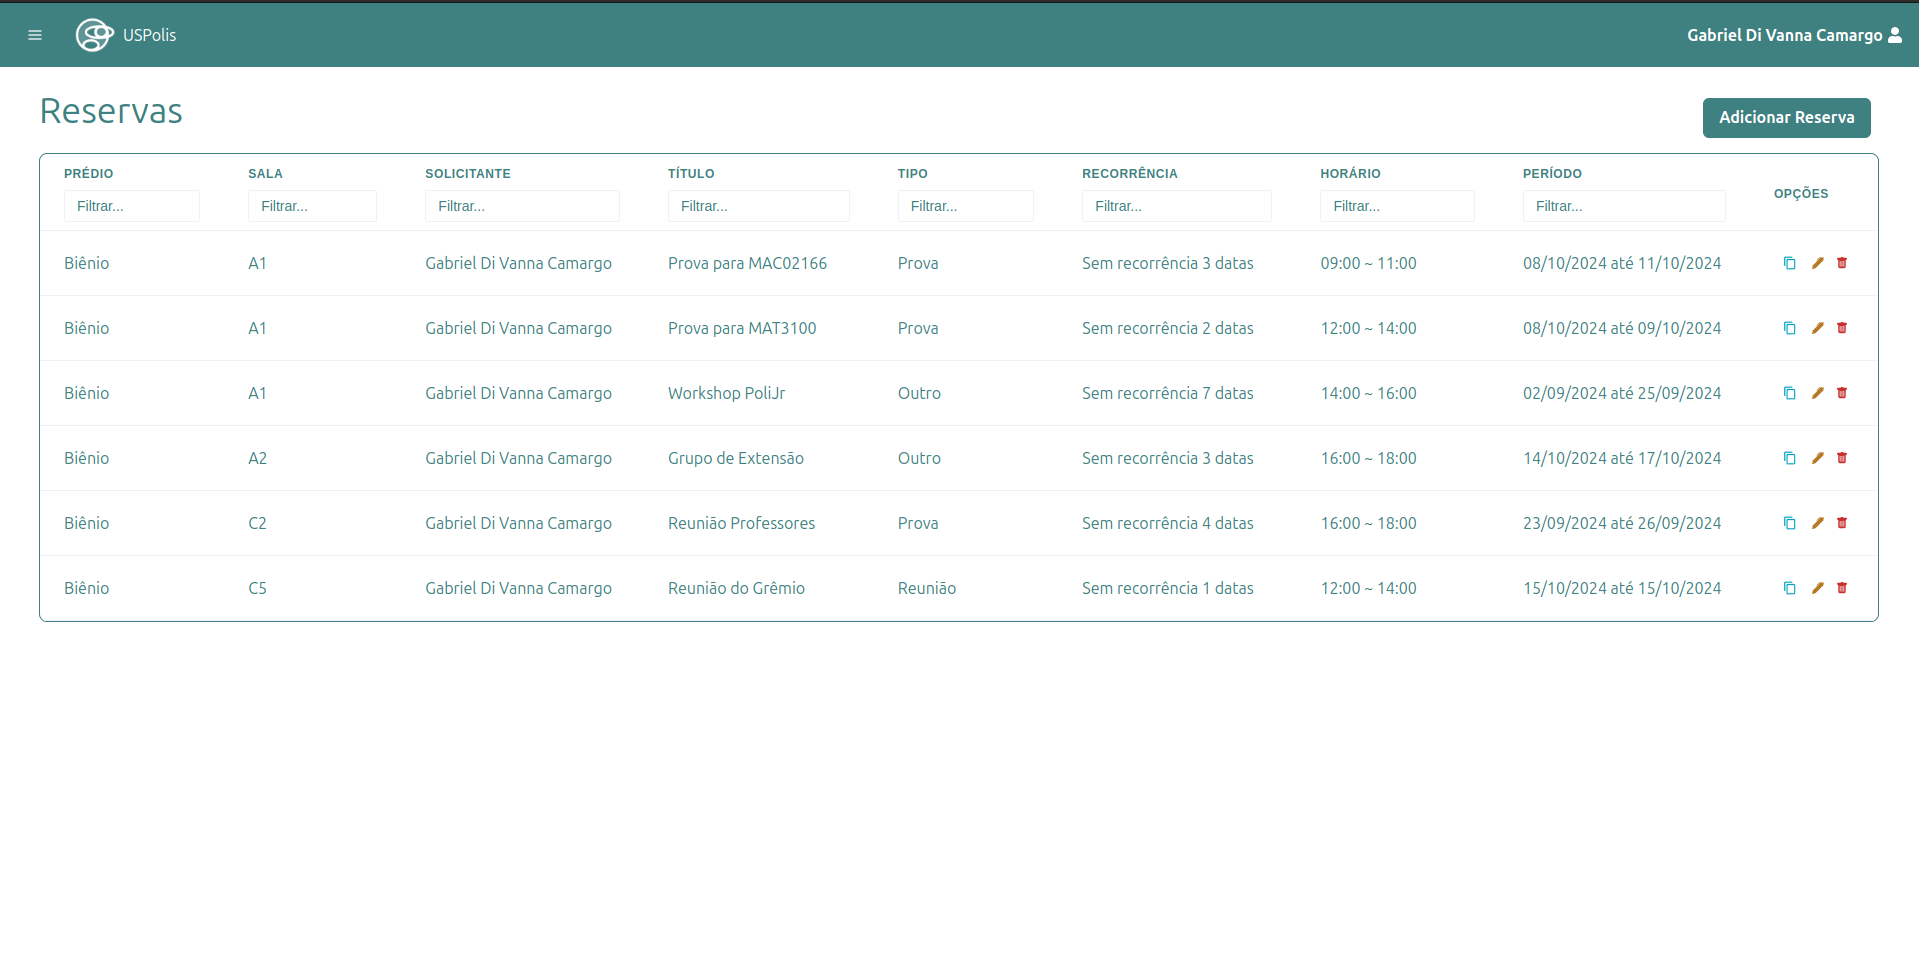 USPolis
Gabriel Di Vanna Camargo
Reservas
Adicionar Reserva
PRÉDIO SALA SOLICITANTE TÍTULO TIPO RECORRÊNCIA HORÁRIO PERÍODO OPÇÕES
Filtrar... Filtrar... Filtrar... Filtrar... Filtrar... Filtrar... Filtrar... Filtrar...
Biênio A1 Gabriel Di Vanna Camargo Prova para MAC02166 Prova Sem recorrência 3 datas 09:00 ~ 11:00 08/10/2024 até 11/10/2024
Biênio A1 Gabriel Di Vanna Camargo Prova para MAT3100 Prova Sem recorrência 2 datas 12:00 ~ 14:00 08/10/2024 até 09/10/2024
Biênio A1 Gabriel Di Vanna Camargo Workshop PoliJr Outro Sem recorrência 7 datas 14:00 ~ 16:00 02/09/2024 até 25/09/2024
Biênio A2 Gabriel Di Vanna Camargo Grupo de Extensão Outro Sem recorrência 3 datas 16:00 ~ 18:00 14/10/2024 até 17/10/2024
Biênio C2 Gabriel Di Vanna Camargo Reunião Professores Prova Sem recorrência 4 datas 16:00 ~ 18:00 23/09/2024 até 26/09/2024
Biênio C5 Gabriel Di Vanna Camargo Reunião do Grêmio Reunião Sem recorrência 1 datas 12:00 ~ 14:00 15/10/2024 até 15/10/2024